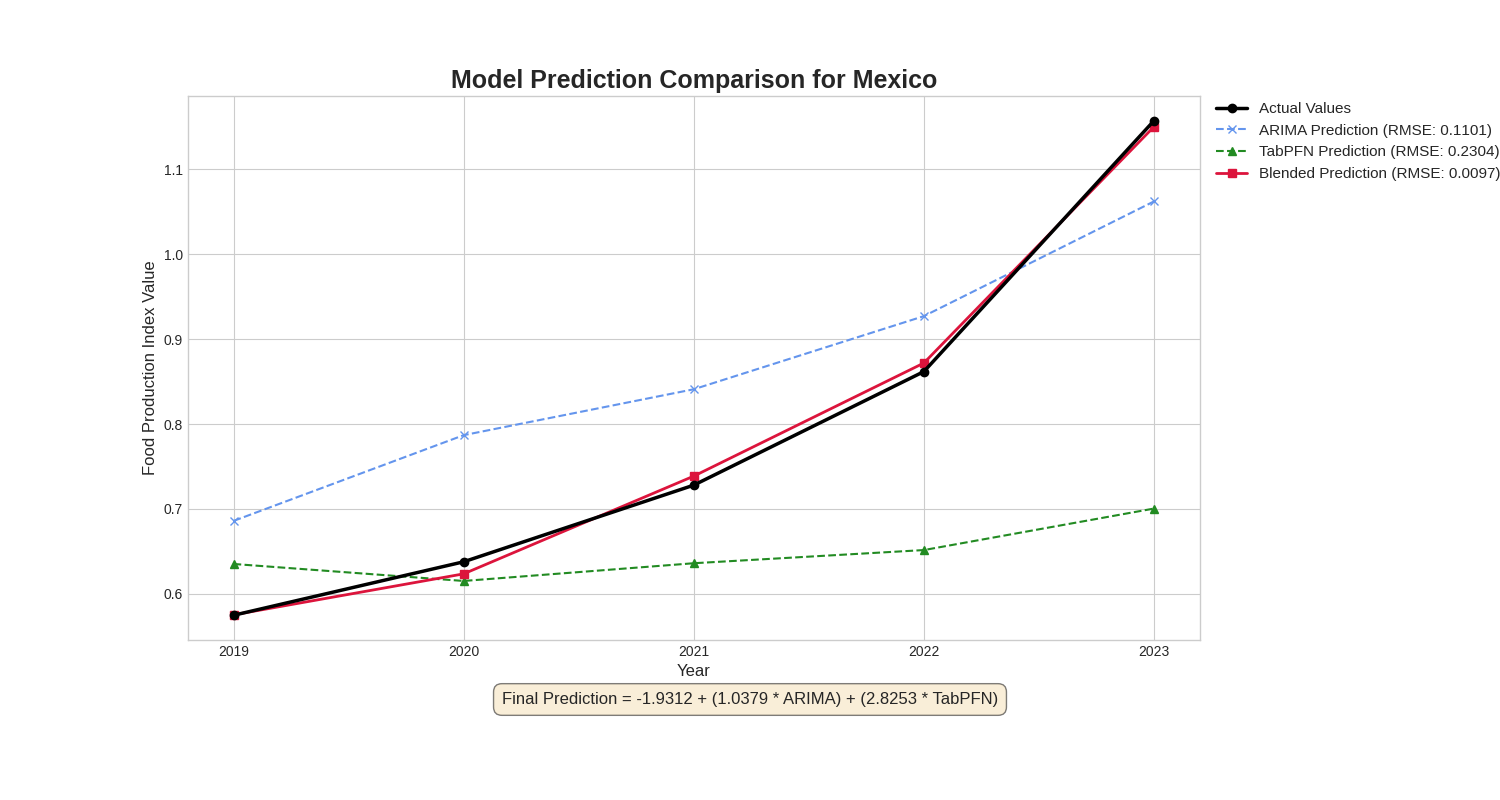 Model Prediction Comparison for Mexico
Actual Values
ARIMA Prediction (RMSE: 0.1101)
TabPFN Prediction (RMSE: 0.2304)
Blended Prediction (RMSE: 0.0097)
Food Production Index Value
1.1
1.0
0.9
0.8
0.7
0.6
2019 2020 2021 2022 2023
Year
Final Prediction = -1.9312 + (1.0379 * ARIMA) + (2.8253 * TabPFN)